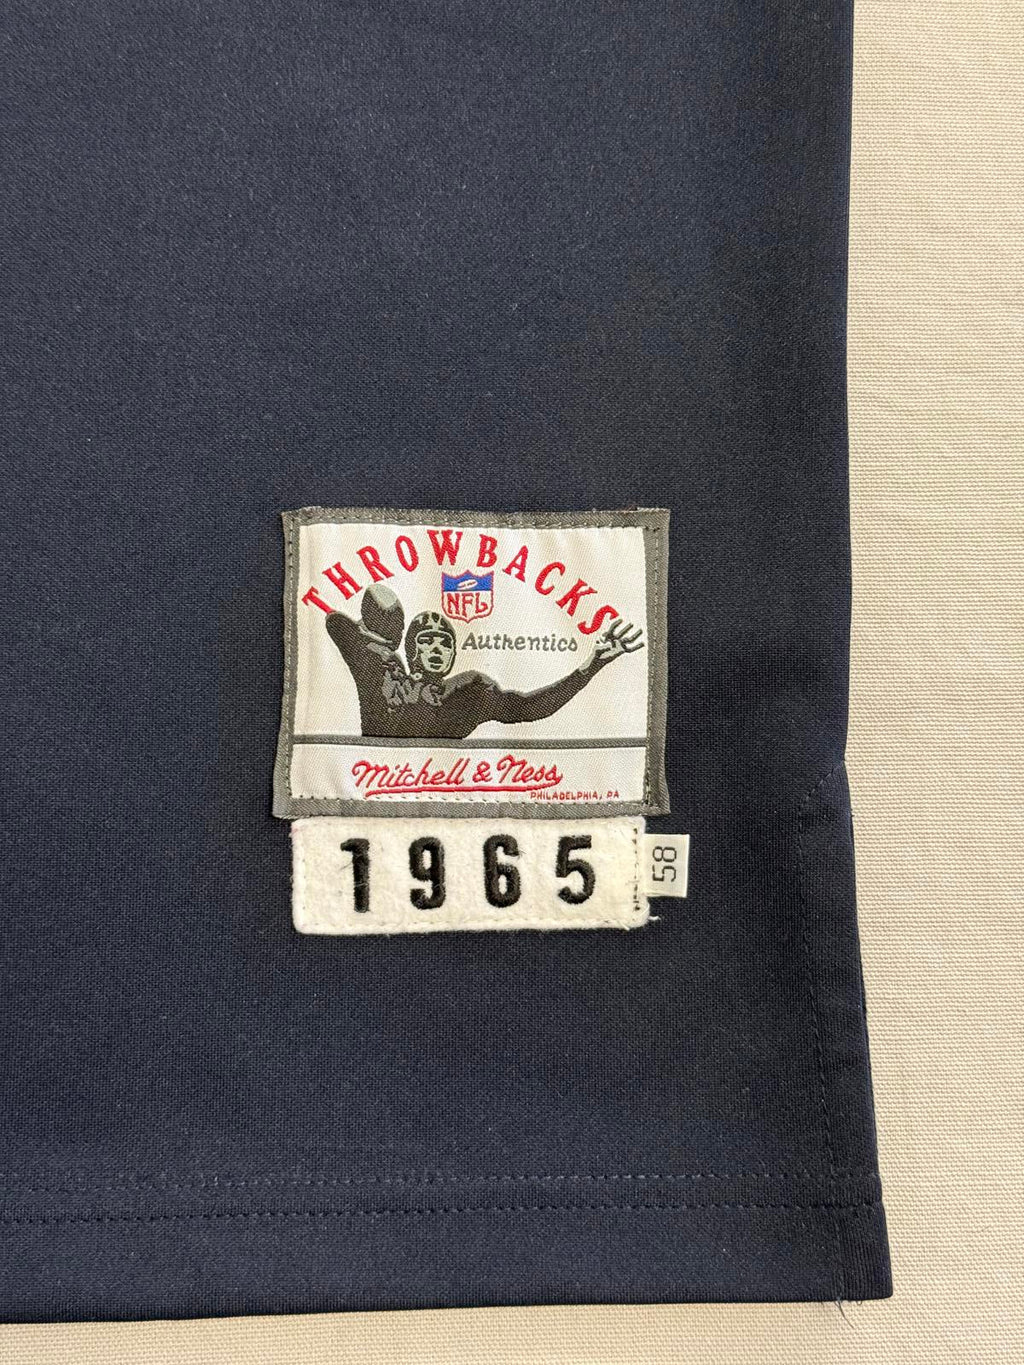 THROWBACKS
NFL
Authentics
Mitchell & Ness
PHILADELPHIA, PA
1965
58